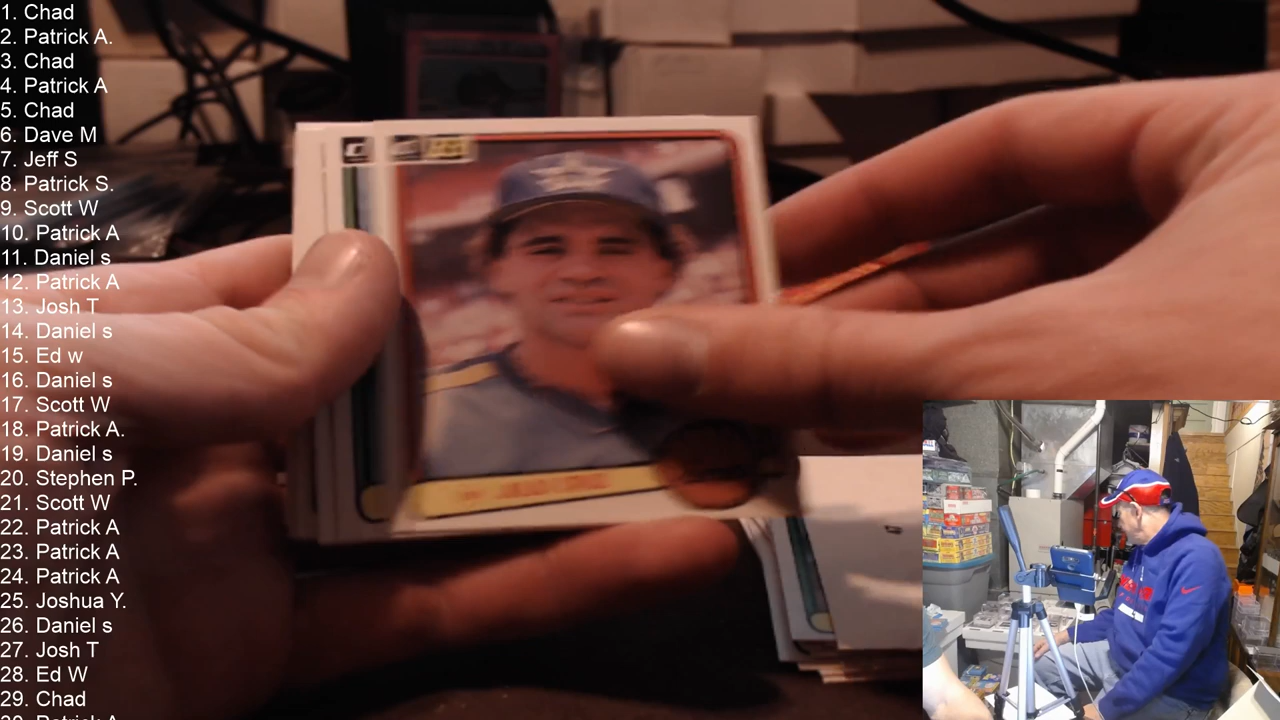 1. Chad
2. Patrick A.
3. Chad
4. Patrick A
5. Chad
6. Dave M
7. Jeff S
8. Patrick S.
9. Scott W
10. Patrick A
11. Daniel s
12. Patrick A
13. Josh T
14. Daniel s
15. Ed w
16. Daniel s
17. Scott W
18. Patrick A.
19. Daniel s
20. Stephen P.
21. Scott W
22. Patrick A
23. Patrick A
24. Patrick A
25. Joshua Y.
26. Daniel s
27. Josh T
28. Ed W
29. Chad
30. Patrick A